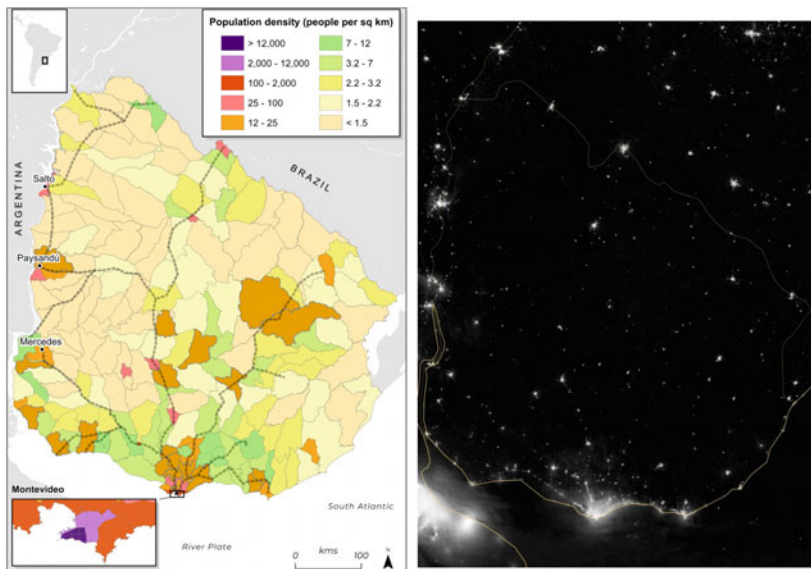 Population density (people per sq km)
> 12,000
2,000 - 12,000
100 - 2,000
25 - 100
12 - 25
7 - 12
3.2 - 7
2.2 - 3.2
1.5 - 2.2
< 1.5
ARGENTINA
BRAZIL
Salto
Paysandú
Mercedes
Montevideo
South Atlantic
River Plate
0 kms 100